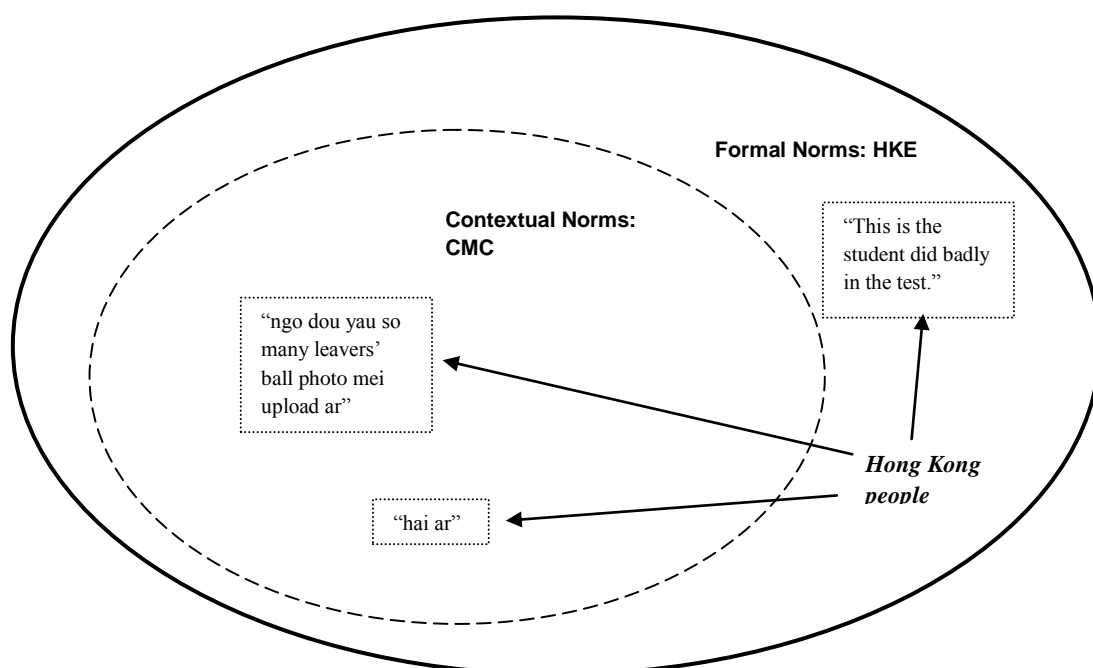 Formal Norms: HKE
“This is the
student did badly
in the test.”
Contextual Norms:
CMC
“ngo dou yau so
many leavers’
ball photo mei
upload ar”
Hong Kong
people
“hai ar”